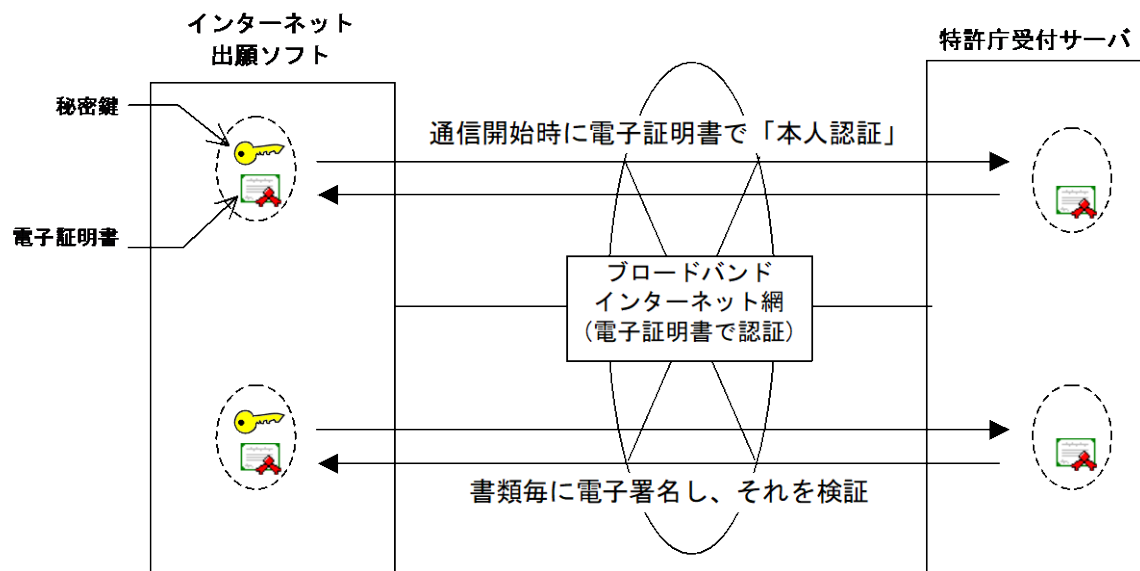 インターネット
出願ソフト
特許庁受付サーバ
秘密鍵
通信開始時に電子証明書で「本人認証」
電子証明書
ブロードバンド
インターネット網
(電子証明書で認証)
書類毎に電子署名し、それを検証